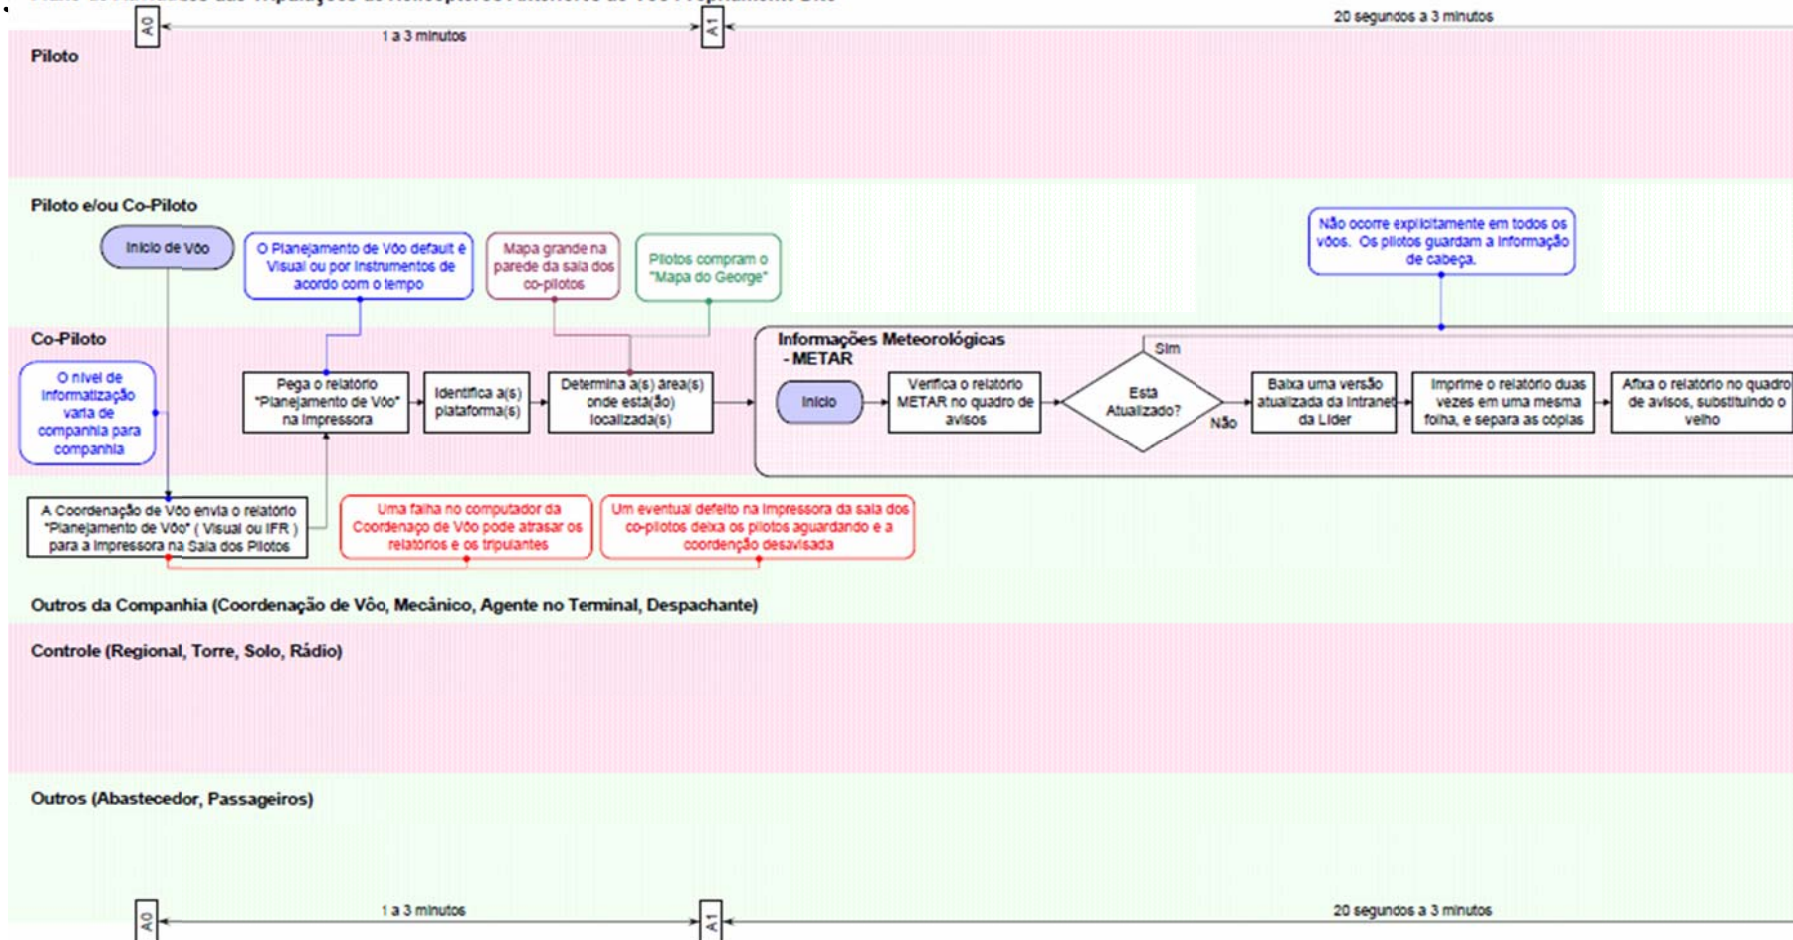 A0
A1
1 a 3 minutos
20 segundos a 3 minutos
Piloto
Piloto e/ou Co-Piloto
Início de Vôo
O Planejamento de Vôo default é
Visual ou por Instrumentos de
acordo com o tempo
Mapa grande na
parede da sala dos
co-pilotos
Pilotos compram o
"Mapa do George"
Não ocorre explicitamente em todos os
vôos. Os pilotos guardam a informação
de cabeça.
Co-Piloto
O nível de
informatização
varia de
companhia para
companhia
Pega o relatório
"Planejamento de Vôo"
na Impressora
Identifica a(s)
plataforma(s)
Determina a(s) área(s)
onde está(ão)
localizada(s)
Informações Meteorológicas
- METAR
Início
Verifica o relatório
METAR no quadro de
avisos
Está
Atualizado?
Sim
Não
Baixa uma versão
atualizada da Intranet
da Líder
Imprime o relatório duas
vezes em uma mesma
folha, e separa as cópias
Afixa o relatório no quadro
de avisos, substituindo o
velho
A Coordenação de Vôo envia o relatório
"Planejamento de Vôo" ( Visual ou IFR )
para a Impressora na Sala dos Pilotos
Uma falha no computador da
Coordenaço de Vôo pode atrasar os
relatórios e os tripulantes
Um eventual defeito na Impressora da sala dos
co-pilotos deixa os pilotos aguardando e a
coordenção desavisada
Outros da Companhia (Coordenação de Vôo, Mecânico, Agente no Terminal, Despachante)
Controle (Regional, Torre, Solo, Rádio)
Outros (Abastecedor, Passageiros)
A0
A1
1 a 3 minutos
20 segundos a 3 minutos